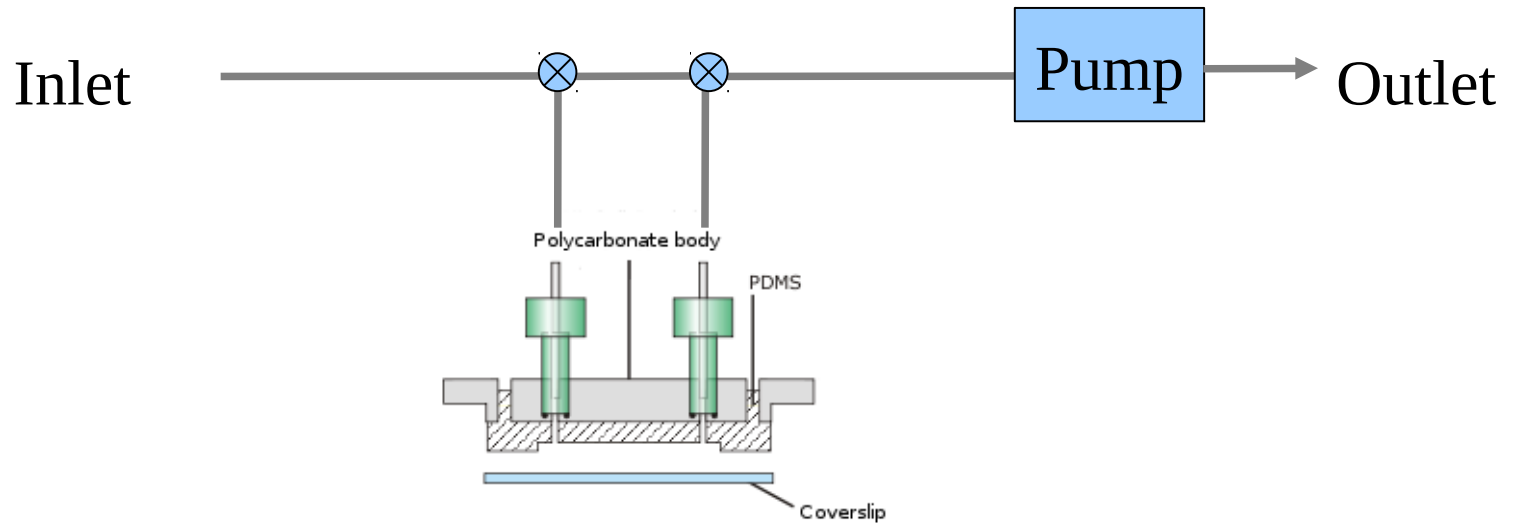 Inlet
Pump
Outlet
Polycarbonate body
PDMS
Coverslip